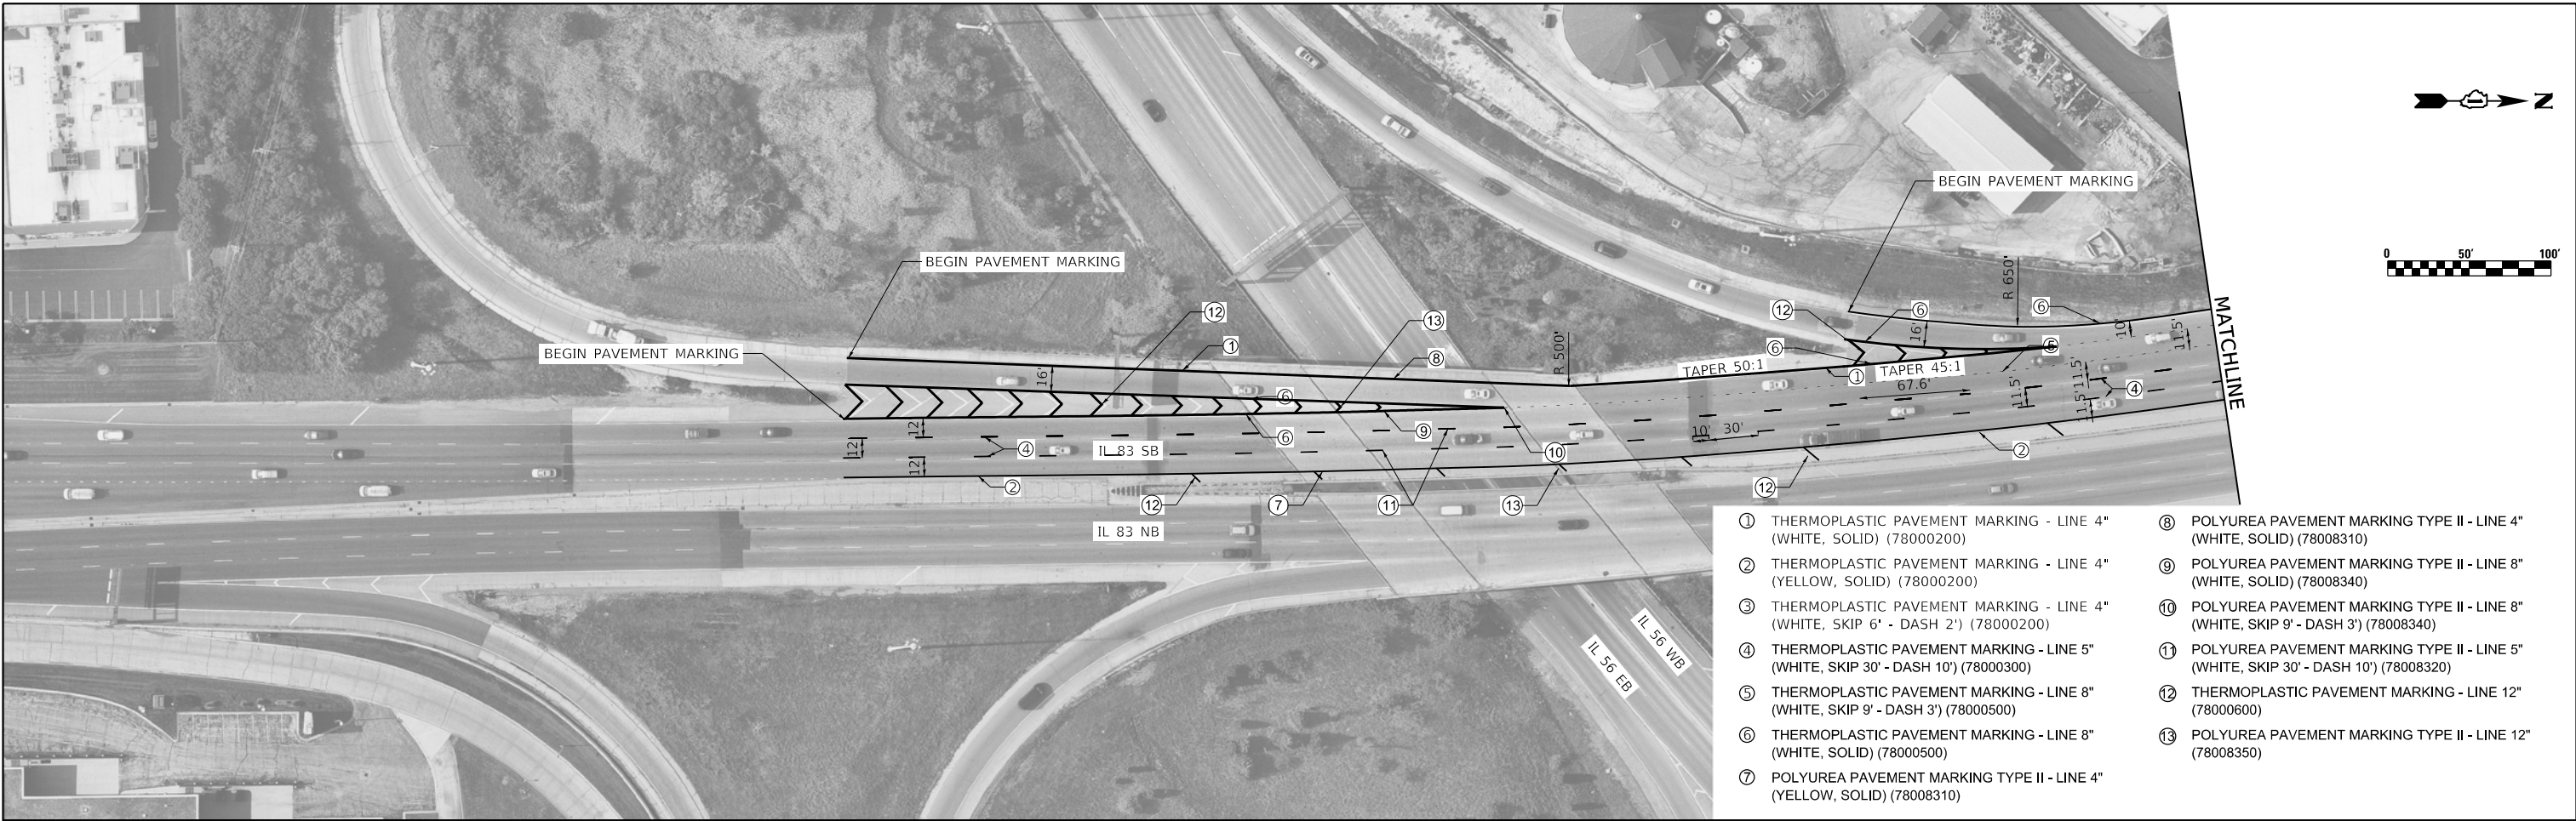 BEGIN PAVEMENT MARKING
N
0 50' 100'
BEGIN PAVEMENT MARKING
R 650'
MATCHLINE
12
6
6
16'
10'
11.5'
BEGIN PAVEMENT MARKING
12
13
1
8
R 500'
6
TAPER 50:1
1
TAPER 45:1
5
67.6'
11.5'
11.5'
11.5'
4
16'
6
12
12
12
12
4
IL 83 SB
6
9
10
10' 30'
2
2
12
7
11
13
12
IL 83 NB
IL 56 WB
IL 56 EB
1 THERMOPLASTIC PAVEMENT MARKING - LINE 4"
(WHITE, SOLID) (78000200)
2 THERMOPLASTIC PAVEMENT MARKING - LINE 4"
(YELLOW, SOLID) (78000200)
3 THERMOPLASTIC PAVEMENT MARKING - LINE 4"
(WHITE, SKIP 6' - DASH 2') (78000200)
4 THERMOPLASTIC PAVEMENT MARKING - LINE 5"
(WHITE, SKIP 30' - DASH 10') (78000300)
5 THERMOPLASTIC PAVEMENT MARKING - LINE 8"
(WHITE, SKIP 9' - DASH 3') (78000500)
6 THERMOPLASTIC PAVEMENT MARKING - LINE 8"
(WHITE, SOLID) (78000500)
7 POLYUREA PAVEMENT MARKING TYPE II - LINE 4"
(YELLOW, SOLID) (78008310)
8 POLYUREA PAVEMENT MARKING TYPE II - LINE 4"
(WHITE, SOLID) (78008310)
9 POLYUREA PAVEMENT MARKING TYPE II - LINE 8"
(WHITE, SOLID) (78008340)
10 POLYUREA PAVEMENT MARKING TYPE II - LINE 8"
(WHITE, SKIP 9' - DASH 3') (78008340)
11 POLYUREA PAVEMENT MARKING TYPE II - LINE 5"
(WHITE, SKIP 30' - DASH 10') (78008320)
12 THERMOPLASTIC PAVEMENT MARKING - LINE 12"
(78000600)
13 POLYUREA PAVEMENT MARKING TYPE II - LINE 12"
(78008350)